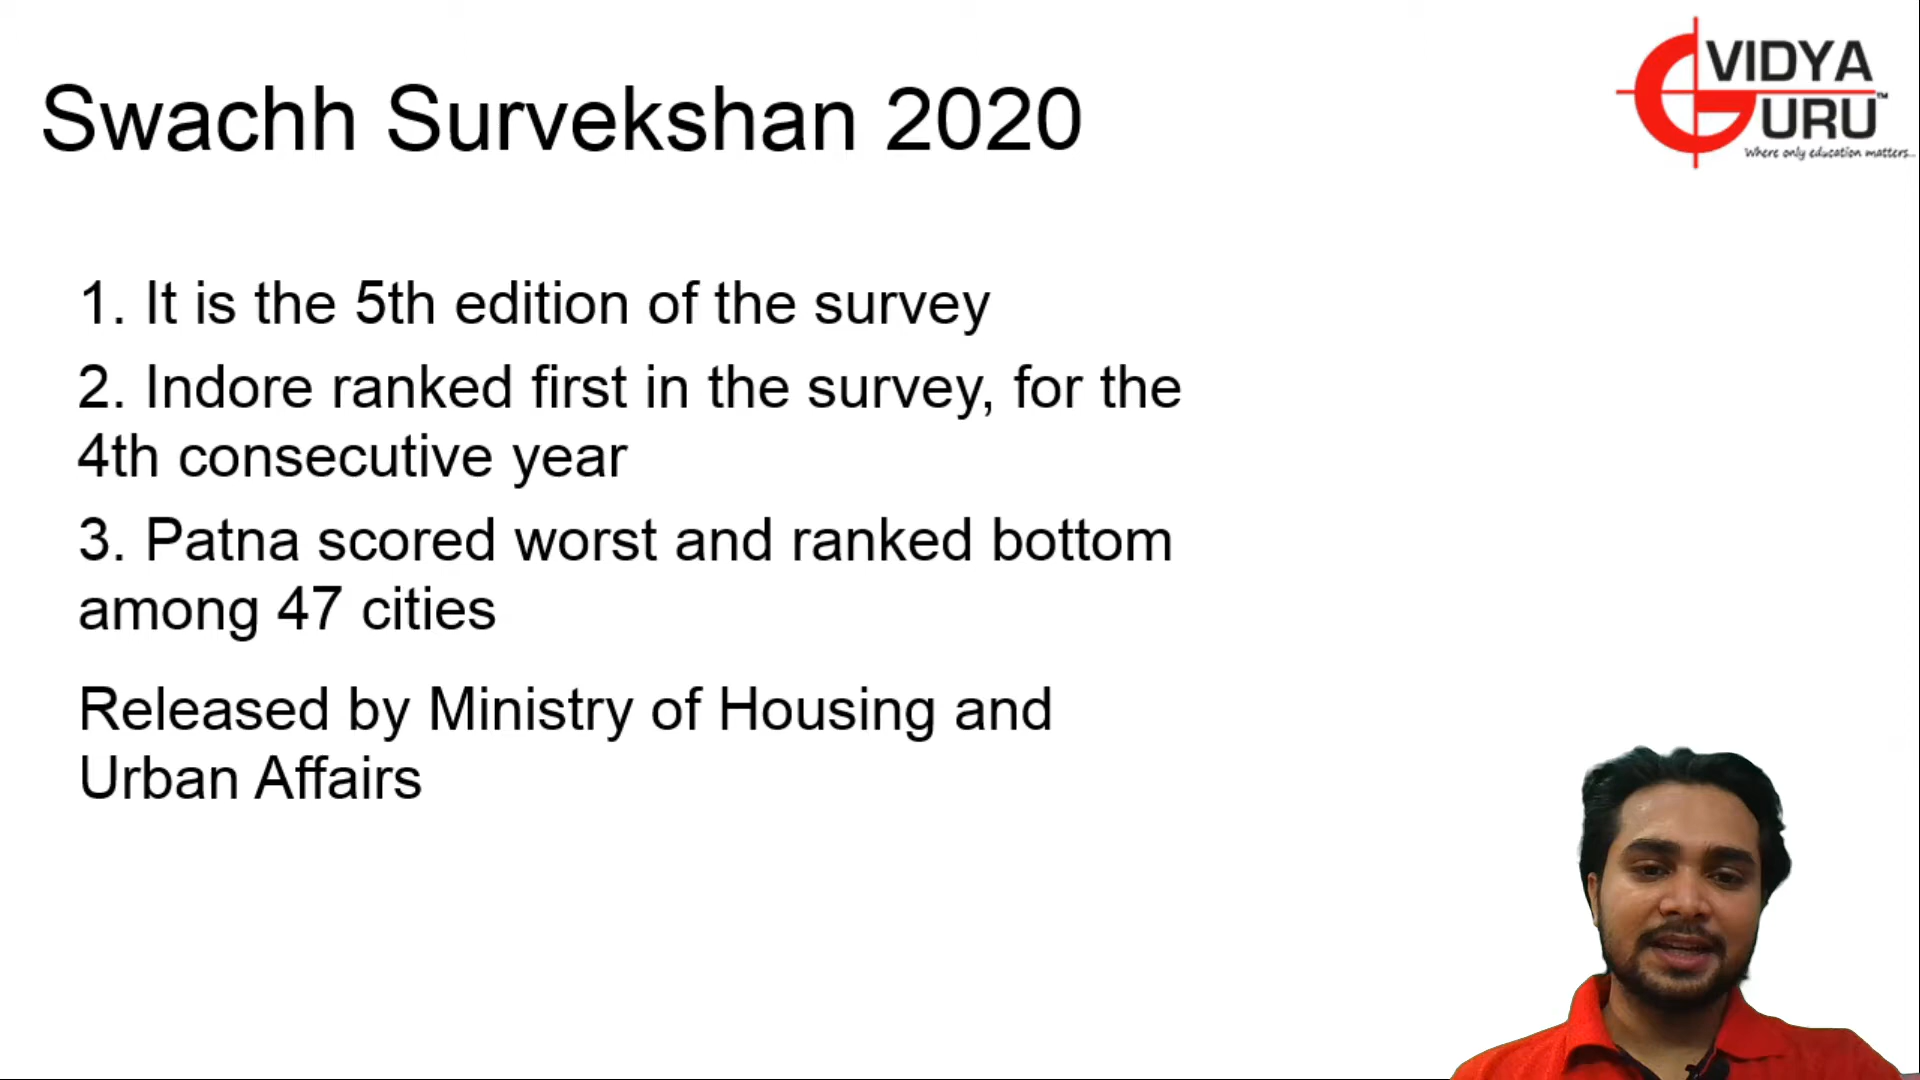 Swachh Survekshan 2020
VIDYA
GURU™
Where only education matters...
1. It is the 5th edition of the survey
2. Indore ranked first in the survey, for the
4th consecutive year
3. Patna scored worst and ranked bottom
among 47 cities
Released by Ministry of Housing and
Urban Affairs